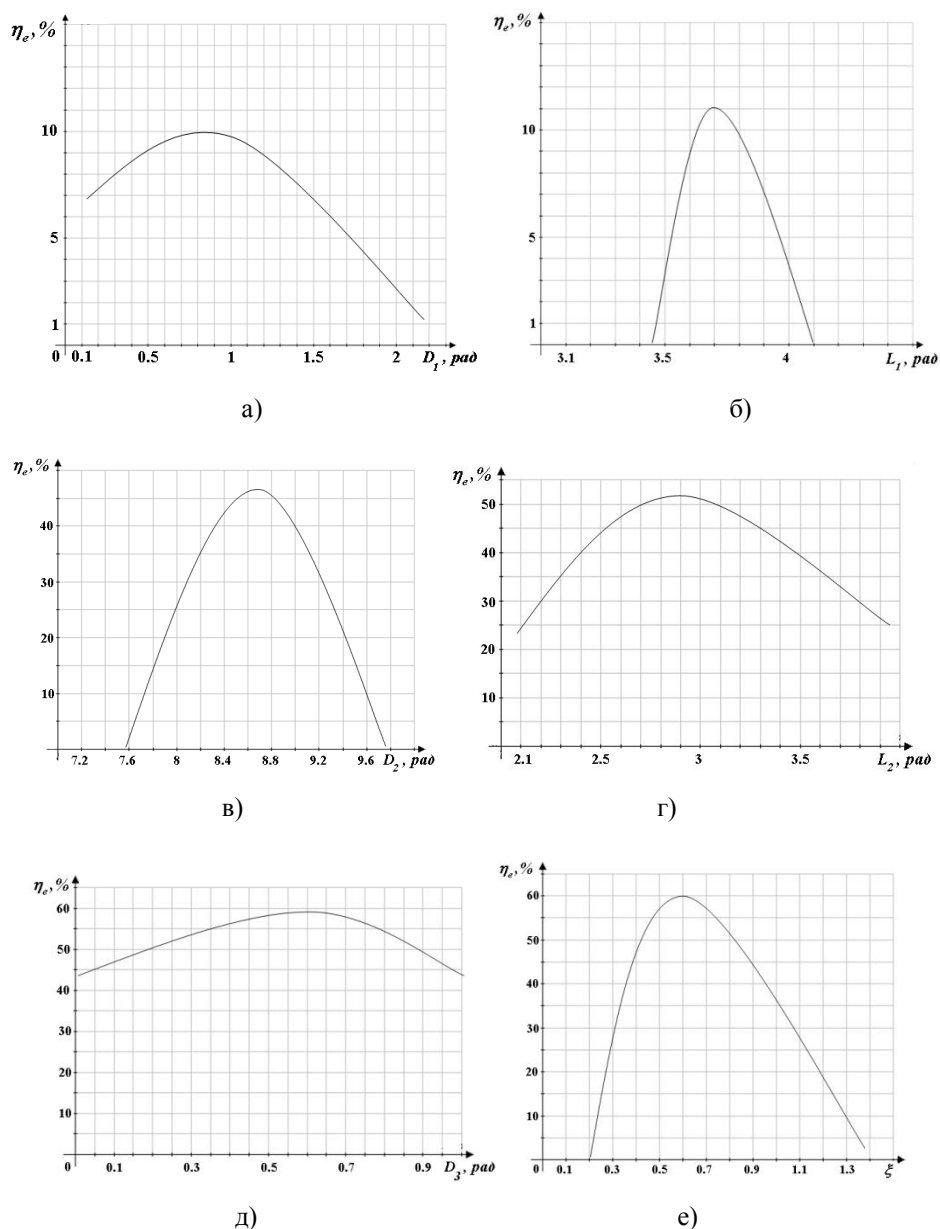 ηe, %
10
5
1
0 0.1 0.5 1 1.5 2 D1, рад
а)
ηe, %
10
5
1
3.1 3.5 4 L1, рад
б)
ηe, %
40
30
20
10
7.2 7.6 8 8.4 8.8 9.2 9.6 D2, рад
в)
ηe, %
50
40
30
20
10
2.1 2.5 3 3.5 L2, рад
г)
ηe, %
60
50
40
30
20
10
0 0.1 0.3 0.5 0.7 0.9 D3, рад
д)
ηe, %
60
50
40
30
20
10
0 0.1 0.3 0.5 0.7 0.9 1.1 1.3 ξ
е)